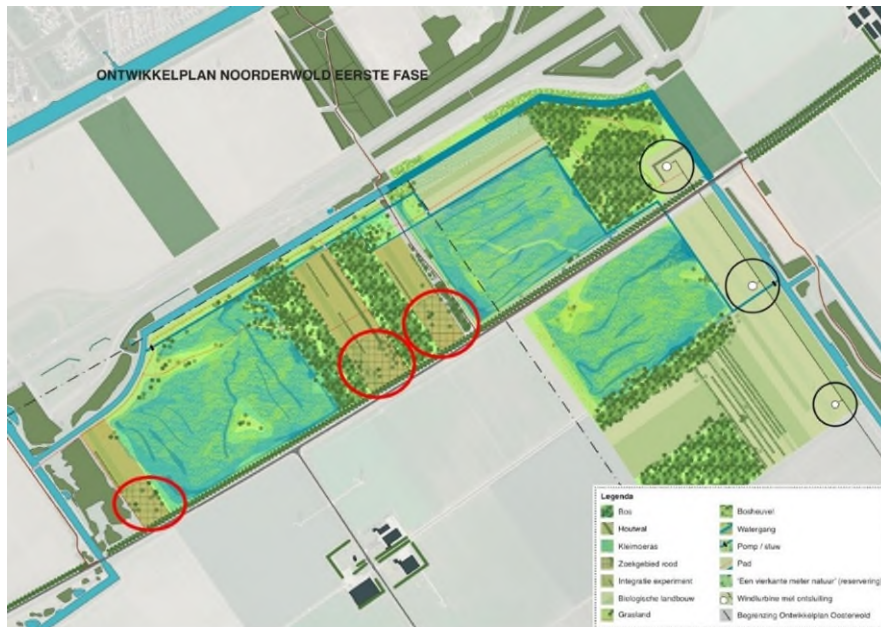 ONTWIKKELPLAN NOORDERWOLD EERSTE FASE
Legenda
Bos
Houtwal
Kleimoeras
Zoekgebied rood
Integratie experiment
Biologische landbouw
Grasland
Bosheuvel
Watergang
Pomp / stuw
Pad
'Een vierkante meter natuur' (reservering)
Windturbine met ontsluiting
Begrenzing Ontwikkelplan Oosterwold